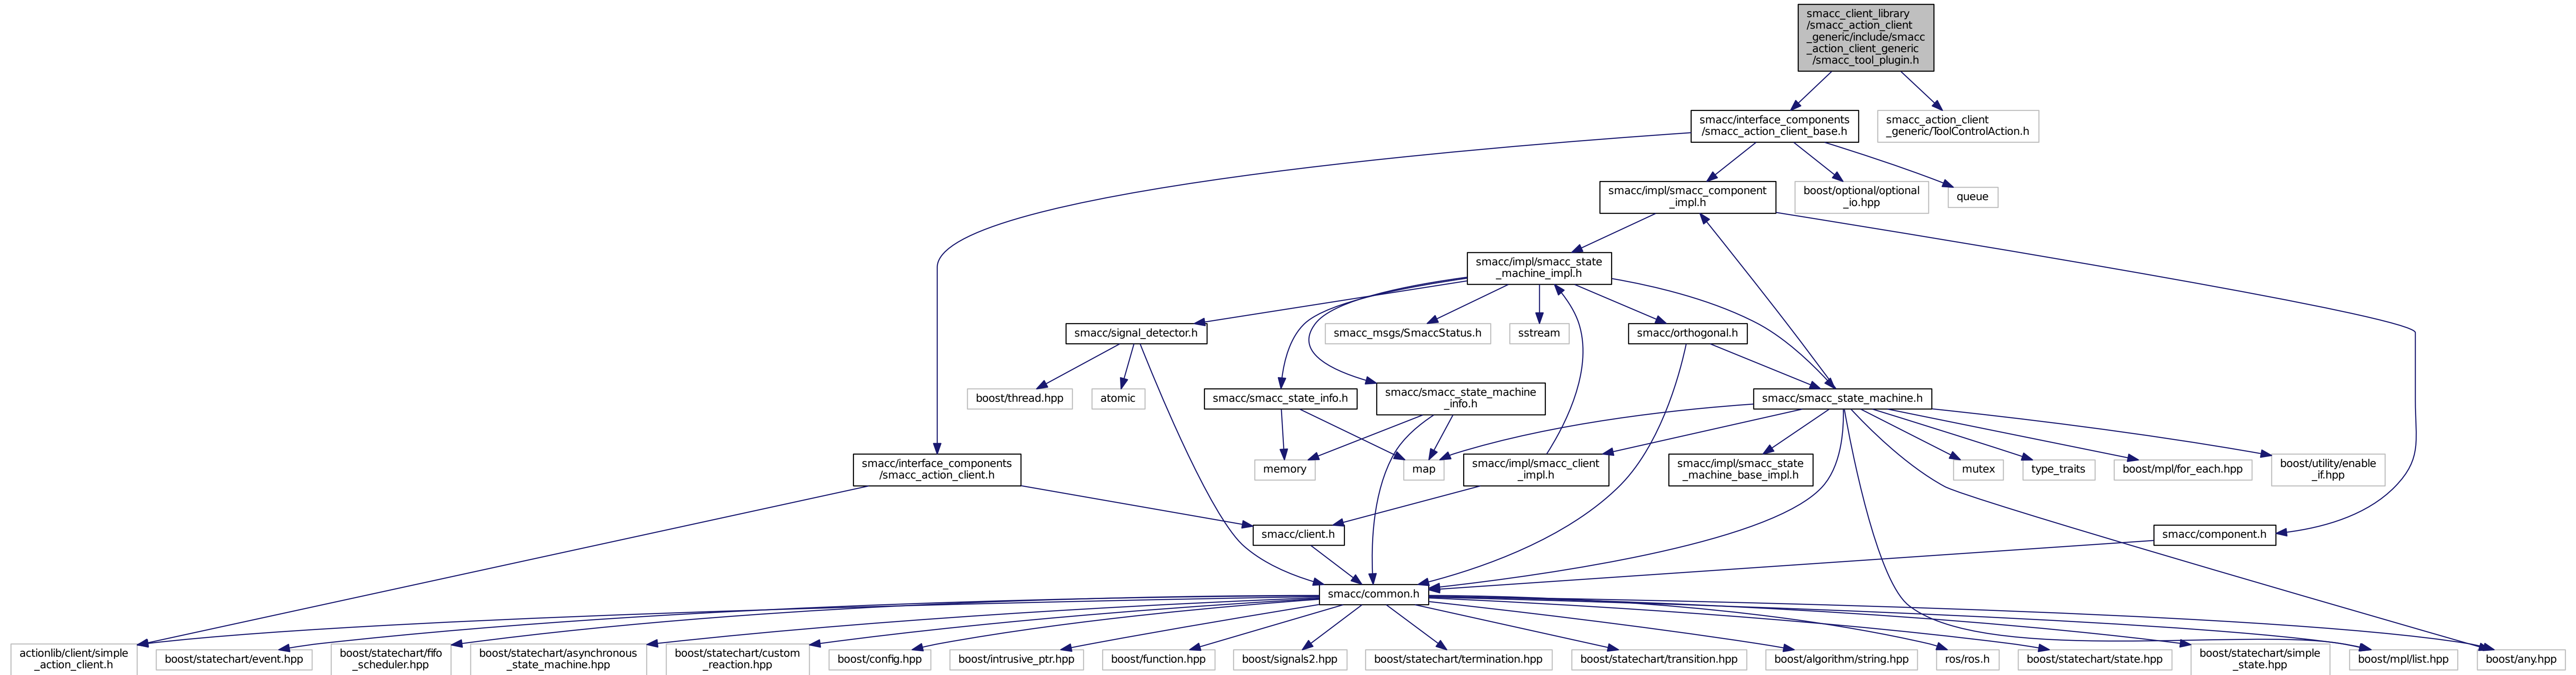 smacc_client_library
/smacc_action_client
_generic/include/smacc
_action_client_generic
/smacc_tool_plugin.h
smacc/interface_components
/smacc_action_client_base.h
smacc_action_client
_generic/ToolControlAction.h
smacc/impl/smacc_component
_impl.h
boost/optional/optional
_io.hpp
queue
smacc/impl/smacc_state
_machine_impl.h
smacc/signal_detector.h
smacc_msgs/SmaccStatus.h
sstream
smacc/orthogonal.h
boost/thread.hpp
atomic
smacc/smacc_state_info.h
smacc/smacc_state_machine
_info.h
smacc/smacc_state_machine.h
smacc/interface_components
/smacc_action_client.h
memory
map
smacc/impl/smacc_client
_impl.h
smacc/impl/smacc_state
_machine_base_impl.h
mutex
type_traits
boost/mpl/for_each.hpp
boost/utility/enable
_if.hpp
smacc/client.h
smacc/component.h
smacc/common.h
actionlib/client/simple
_action_client.h
boost/statechart/event.hpp
boost/statechart/fifo
_scheduler.hpp
boost/statechart/asynchronous
_state_machine.hpp
boost/statechart/custom
_reaction.hpp
boost/config.hpp
boost/intrusive_ptr.hpp
boost/function.hpp
boost/signals2.hpp
boost/statechart/termination.hpp
boost/statechart/transition.hpp
boost/algorithm/string.hpp
ros/ros.h
boost/statechart/state.hpp
boost/statechart/simple
_state.hpp
boost/mpl/list.hpp
boost/any.hpp